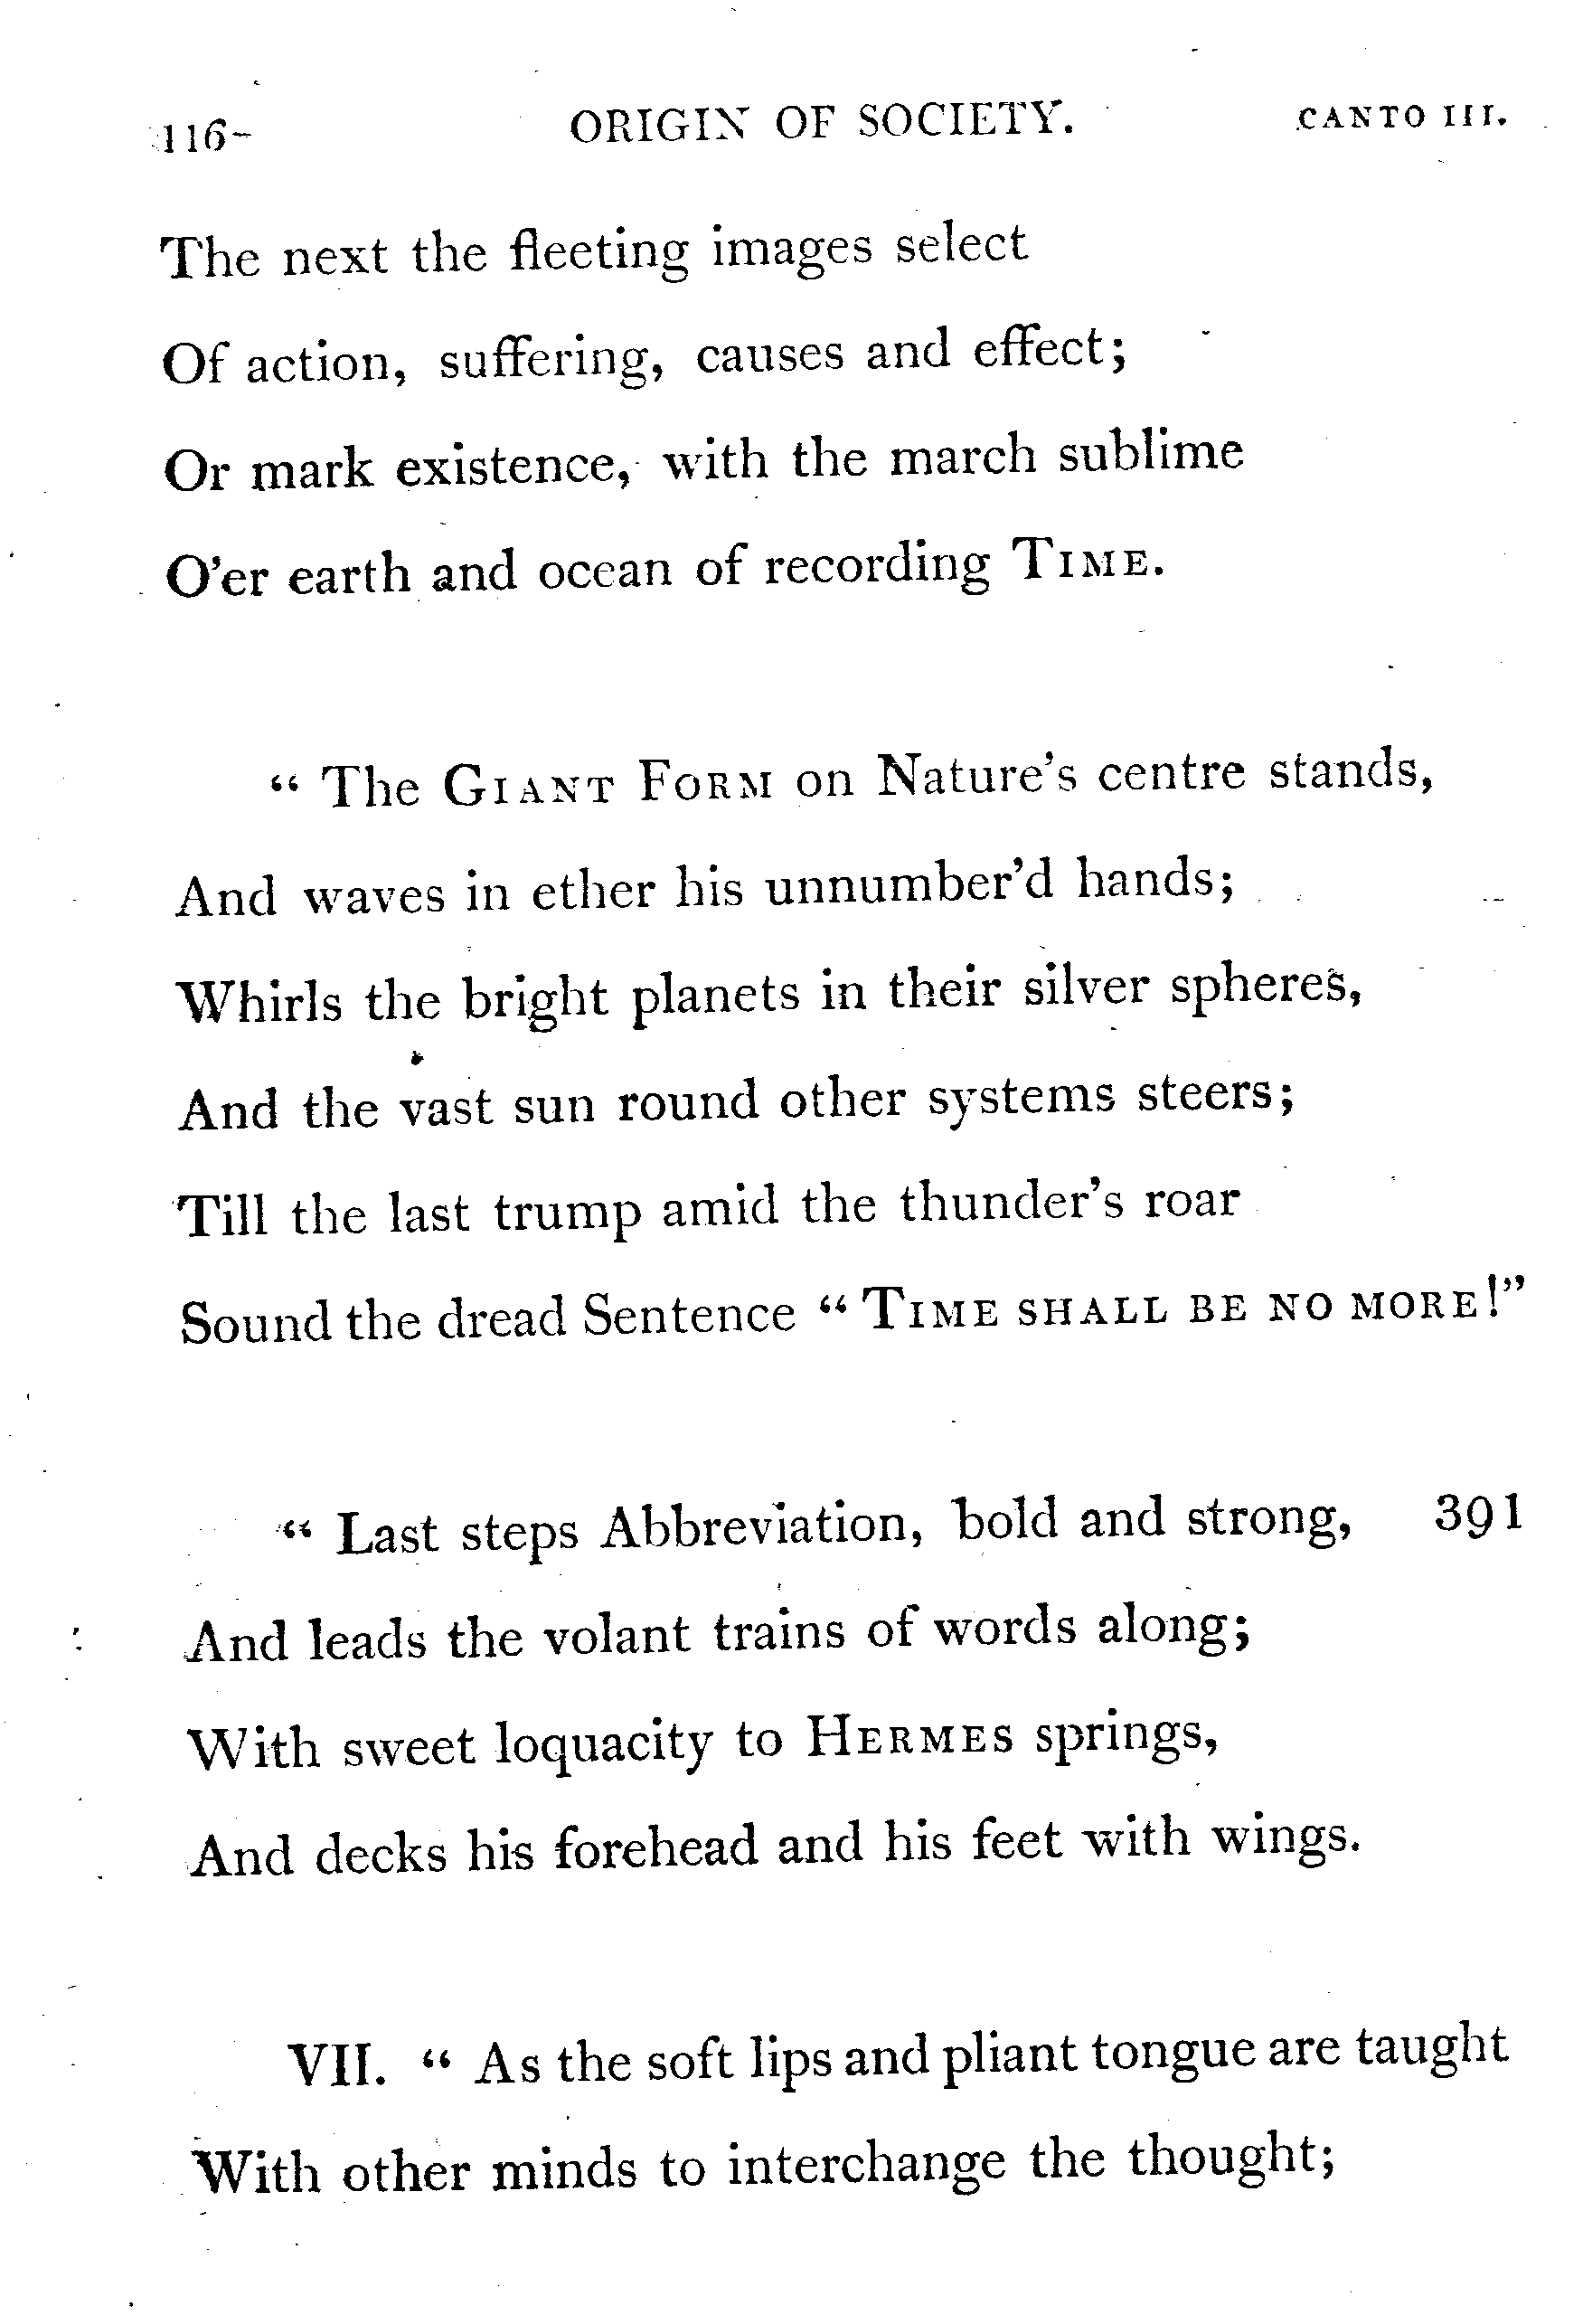 116 ORIGIN OF SOCIETY. CANTO III.
The next the fleeting images select
Of action, suffering, causes and effect;
Or mark existence, with the march sublime
O'er earth and ocean of recording TIME.
“ The GIANT FORM on Nature's centre stands,
And waves in ether his unnumber'd hands;
Whirls the bright planets in their silver spheres,
And the vast sun round other systems steers;
Till the last trump amid the thunder's roar
Sound the dread Sentence “ TIME SHALL BE NO MORE!”
“ Last steps Abbreviation, bold and strong, 391
And leads the volant trains of words along;
With sweet loquacity to HERMES springs,
And decks his forehead and his feet with wings.
VII. “ As the soft lips and pliant tongue are taught
With other minds to interchange the thought;